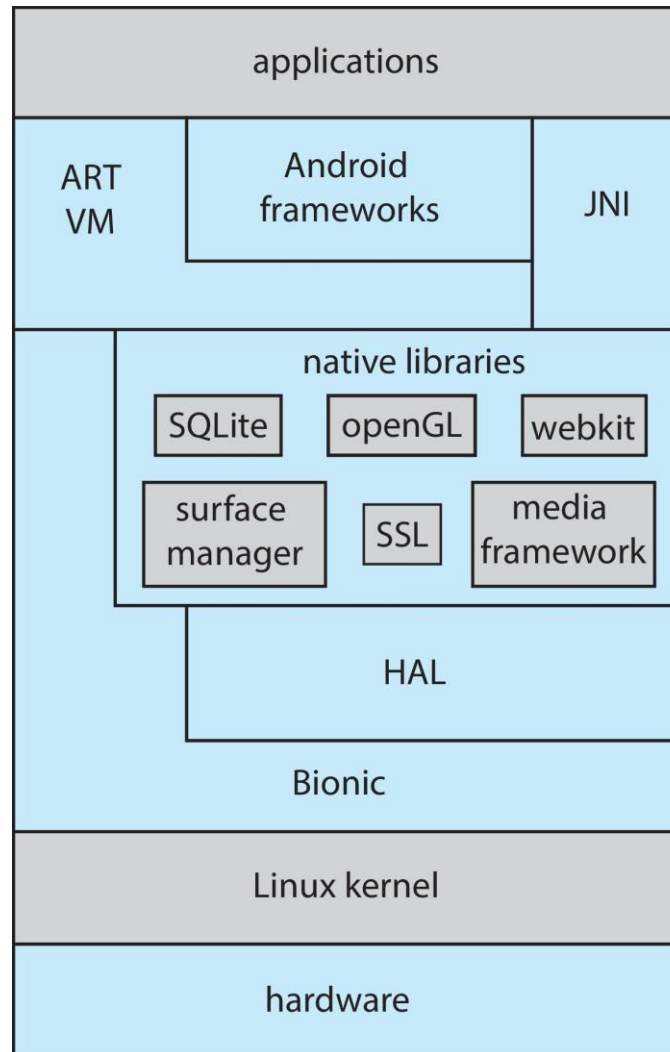 applications
ART
VM
Android
frameworks
JNI
native libraries
SQLite
openGL
webkit
surface
manager
SSL
media
framework
HAL
Bionic
Linux kernel
hardware